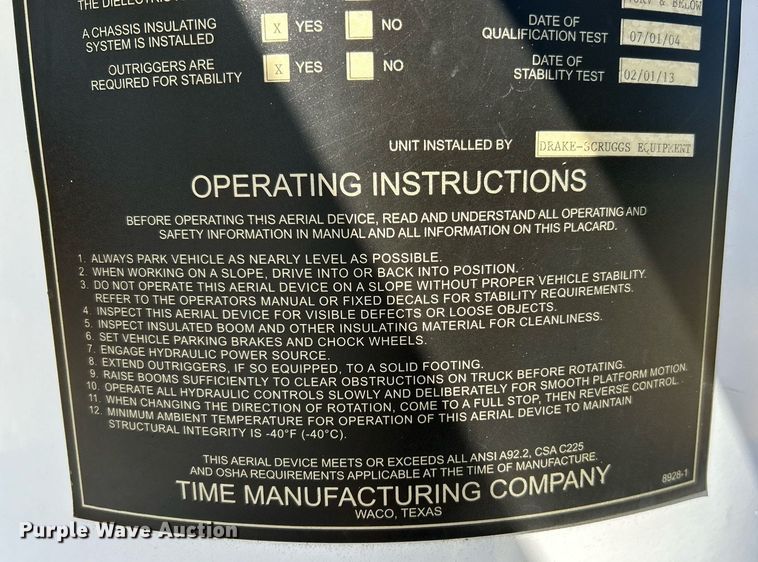 THE DIELECTRIC
& BELOW
A CHASSIS INSULATING
SYSTEM IS INSTALLED
X YES NO
DATE OF
QUALIFICATION TEST
07/01/04
OUTRIGGERS ARE
REQUIRED FOR STABILITY
X YES NO
DATE OF
STABILITY TEST
02/01/13
UNIT INSTALLED BY DRAKE-SCRUGGS EQUIPMENT
OPERATING INSTRUCTIONS
BEFORE OPERATING THIS AERIAL DEVICE, READ AND UNDERSTAND ALL OPERATING AND
SAFETY INFORMATION IN MANUAL AND ALL INFORMATION ON THIS PLACARD.
1. ALWAYS PARK VEHICLE AS NEARLY LEVEL AS POSSIBLE.
2. WHEN WORKING ON A SLOPE, DRIVE INTO OR BACK INTO POSITION.
3. DO NOT OPERATE THIS AERIAL DEVICE ON A SLOPE WITHOUT PROPER VEHICLE STABILITY.
REFER TO THE OPERATORS MANUAL OR FIXED DECALS FOR STABILITY REQUIREMENTS.
4. INSPECT THIS AERIAL DEVICE FOR VISIBLE DEFECTS OR LOOSE OBJECTS.
5. INSPECT INSULATED BOOM AND OTHER INSULATING MATERIAL FOR CLEANLINESS.
6. SET VEHICLE PARKING BRAKES AND CHOCK WHEELS.
7. ENGAGE HYDRAULIC POWER SOURCE.
8. EXTEND OUTRIGGERS, IF SO EQUIPPED, TO A SOLID FOOTING.
9. RAISE BOOMS SUFFICIENTLY TO CLEAR OBSTRUCTIONS ON TRUCK BEFORE ROTATING.
10. OPERATE ALL HYDRAULIC CONTROLS SLOWLY AND DELIBERATELY FOR SMOOTH PLATFORM MOTION.
11. WHEN CHANGING THE DIRECTION OF ROTATION, COME TO A FULL STOP, THEN REVERSE CONTROL.
12. MINIMUM AMBIENT TEMPERATURE FOR OPERATION OF THIS AERIAL DEVICE TO MAINTAIN
STRUCTURAL INTEGRITY IS -40°F (-40°C).
THIS AERIAL DEVICE MEETS OR EXCEEDS ALL ANSI A92.2, CSA C225
AND OSHA REQUIREMENTS APPLICABLE AT THE TIME OF MANUFACTURE.
TIME MANUFACTURING COMPANY
WACO, TEXAS
8928-1
Purple Wave Auction